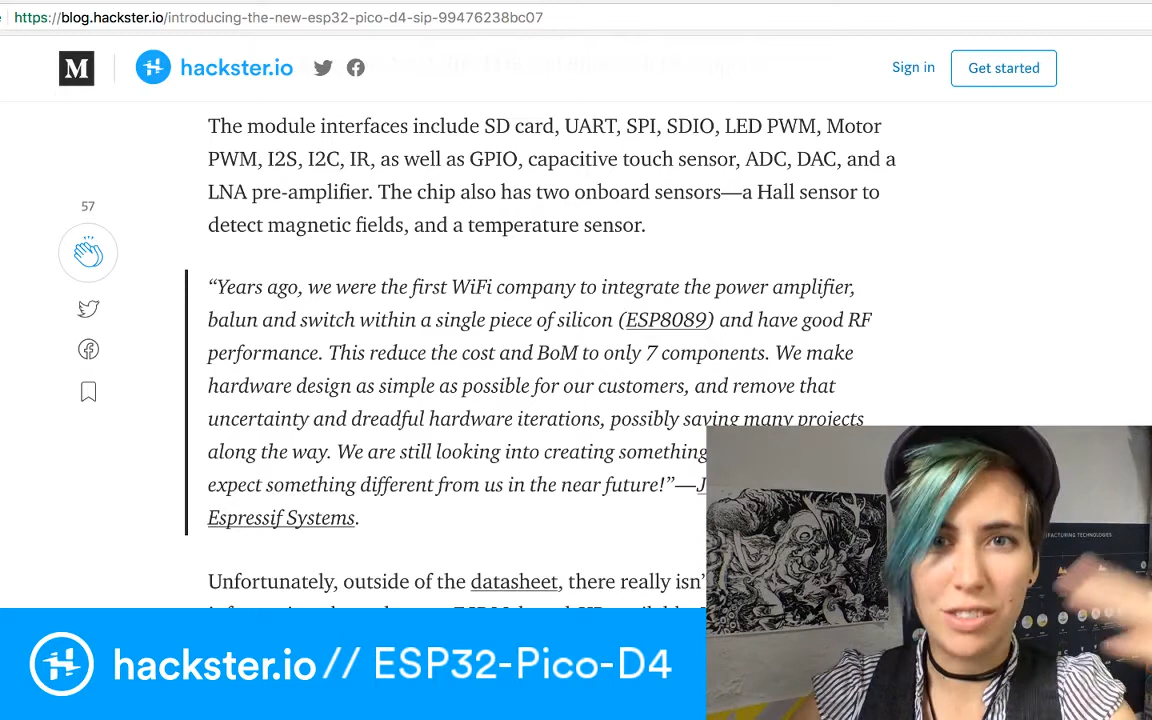 https://blog.hackster.io/introducing-the-new-esp32-pico-d4-sip-99476238bc07
M hackster.io Sign in Get started
The module interfaces include SD card, UART, SPI, SDIO, LED PWM, Motor
PWM, I2S, I2C, IR, as well as GPIO, capacitive touch sensor, ADC, DAC, and a
LNA pre-amplifier. The chip also has two onboard sensors—a Hall sensor to
detect magnetic fields, and a temperature sensor.
57
“Years ago, we were the first WiFi company to integrate the power amplifier,
balun and switch within a single piece of silicon (ESP8089) and have good RF
performance. This reduce the cost and BoM to only 7 components. We make
hardware design as simple as possible for our customers, and remove that
uncertainty and dreadful hardware iterations, possibly saving many projects
along the way. We are still looking into creating something
expect something different from us in the near future!”—J
Espressif Systems.
Unfortunately, outside of the datasheet, there really isn’
hackster.io // ESP32-Pico-D4
FACTURING TECHNOLOGIES